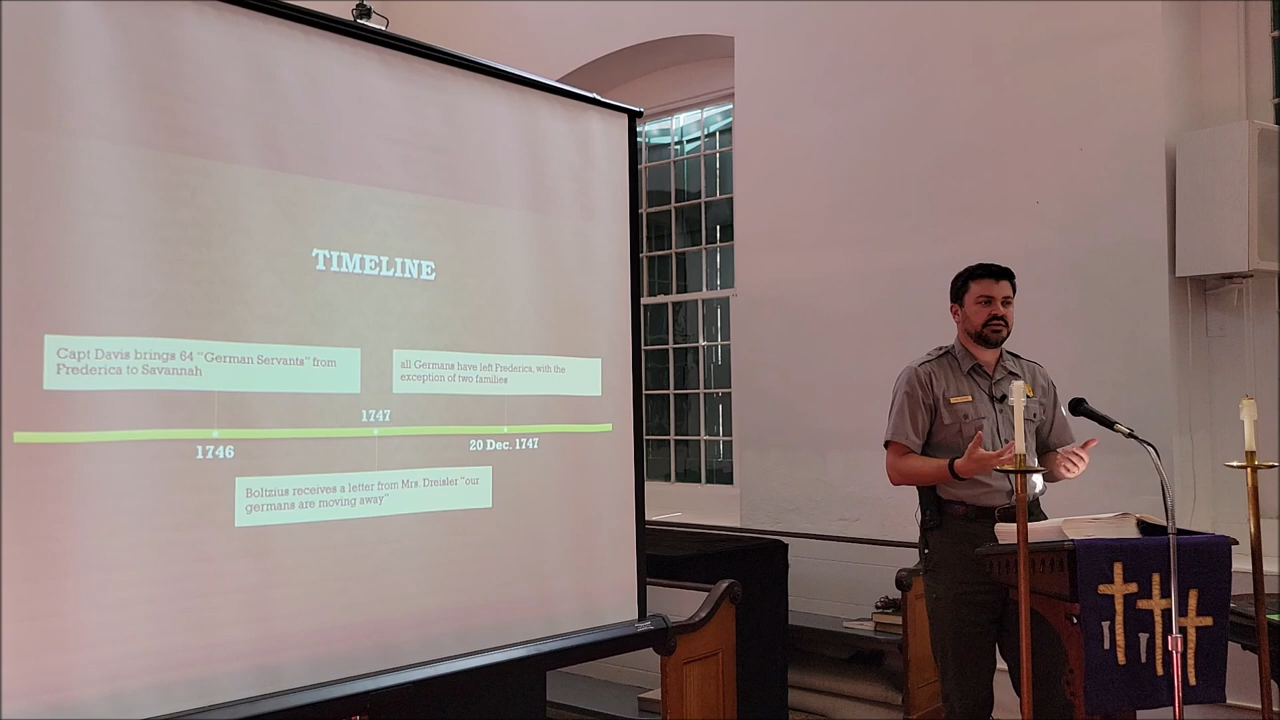 TIMELINE
Capt Davis brings 64 "German Servants" from
Frederica to Savannah
all Germans have left Frederica, with the
exception of two families
1747
1746
20 Dec. 1747
Boltzius receives a letter from Mrs. Dreisler "our
germans are moving away"